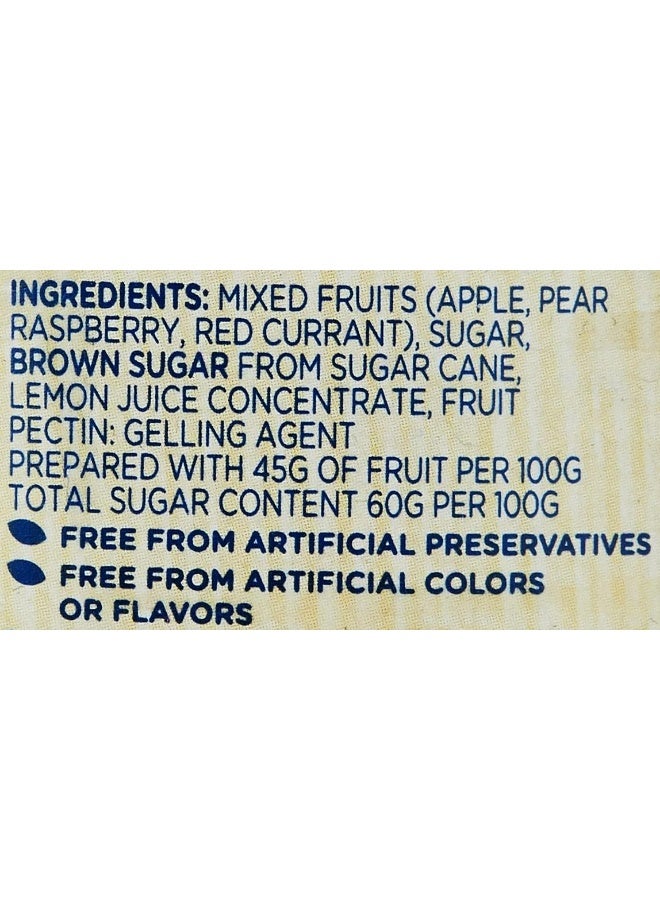 INGREDIENTS: MIXED FRUITS (APPLE, PEAR
RASPBERRY, RED CURRANT), SUGAR,
BROWN SUGAR FROM SUGAR CANE,
LEMON JUICE CONCENTRATE, FRUIT
PECTIN: GELLING AGENT
PREPARED WITH 45G OF FRUIT PER 100G
TOTAL SUGAR CONTENT 60G PER 100G
FREE FROM ARTIFICIAL PRESERVATIVES
FREE FROM ARTIFICIAL COLORS
OR FLAVORS